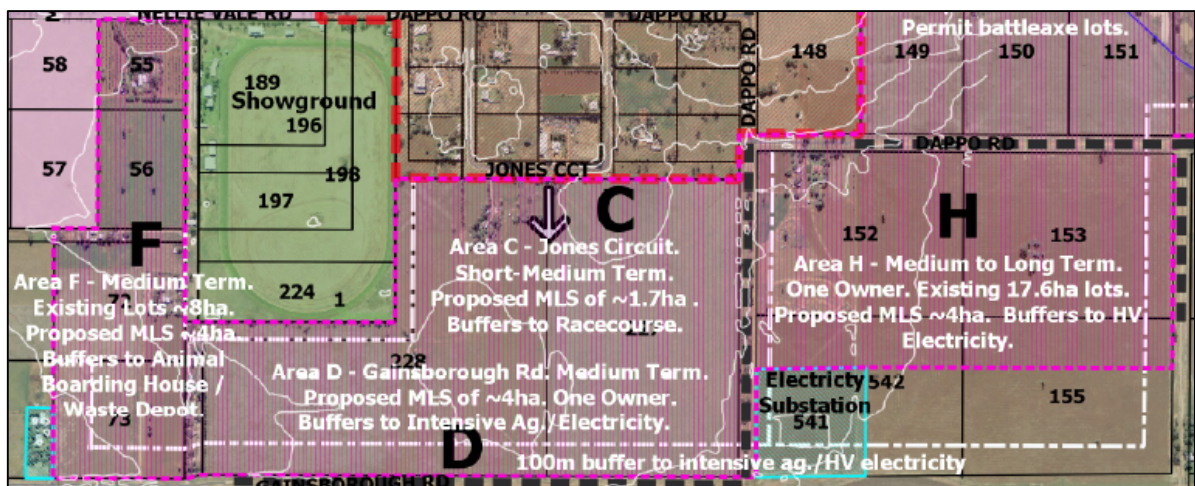 NELLIE VALE RD
DAPPO RD
DAPPO RD
Permit battleaxe lots.
58
55
189
148
149
150
151
Showground
196
DAPPO RD
DAPPO RD
57
56
198
JONES CCT
197
C
H
F
152
153
Area C - Jones Circuit.
Short-Medium Term.
Proposed MLS of ~1.7ha .
Buffers to Racecourse.
Area H - Medium to Long Term.
One Owner. Existing 17.6ha lots.
Proposed MLS ~4ha. Buffers to HV
Electricity.
Area F - Medium Term.
Existing Lots ~8ha.
Proposed MLS ~4ha.
Buffers to Animal
Boarding House /
Waste Depot.
224
1
228
Area D - Gainsborough Rd. Medium Term.
Proposed MLS of ~4ha. One Owner.
Buffers to Intensive Ag./Electricity.
Electricty
Substation
541
542
155
73
D
100m buffer to intensive ag./HV electricity
GAINSBOROUGH RD